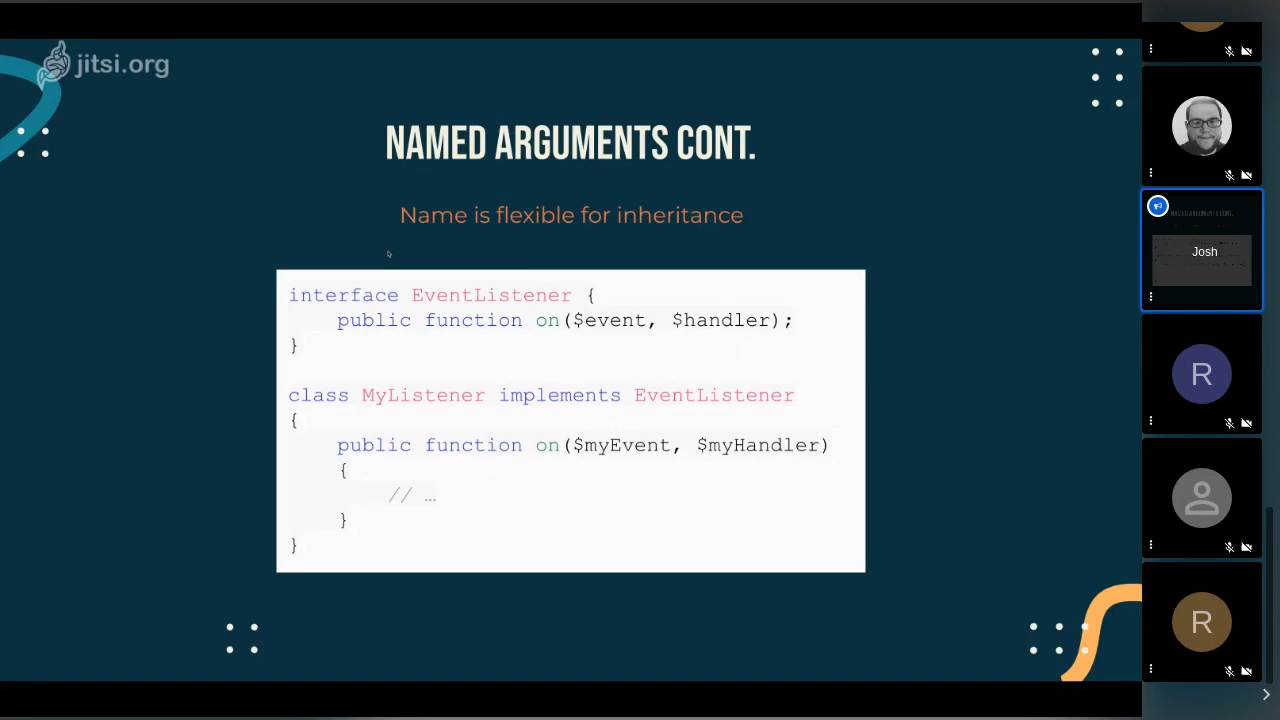 jitsi.org
NAMED ARGUMENTS CONT.
Name is flexible for inheritance
interface EventListener {
    public function on($event, $handler);
}
class MyListener implements EventListener
{
    public function on($myEvent, $myHandler)
    {
        // …
    }
}
Josh
R
R